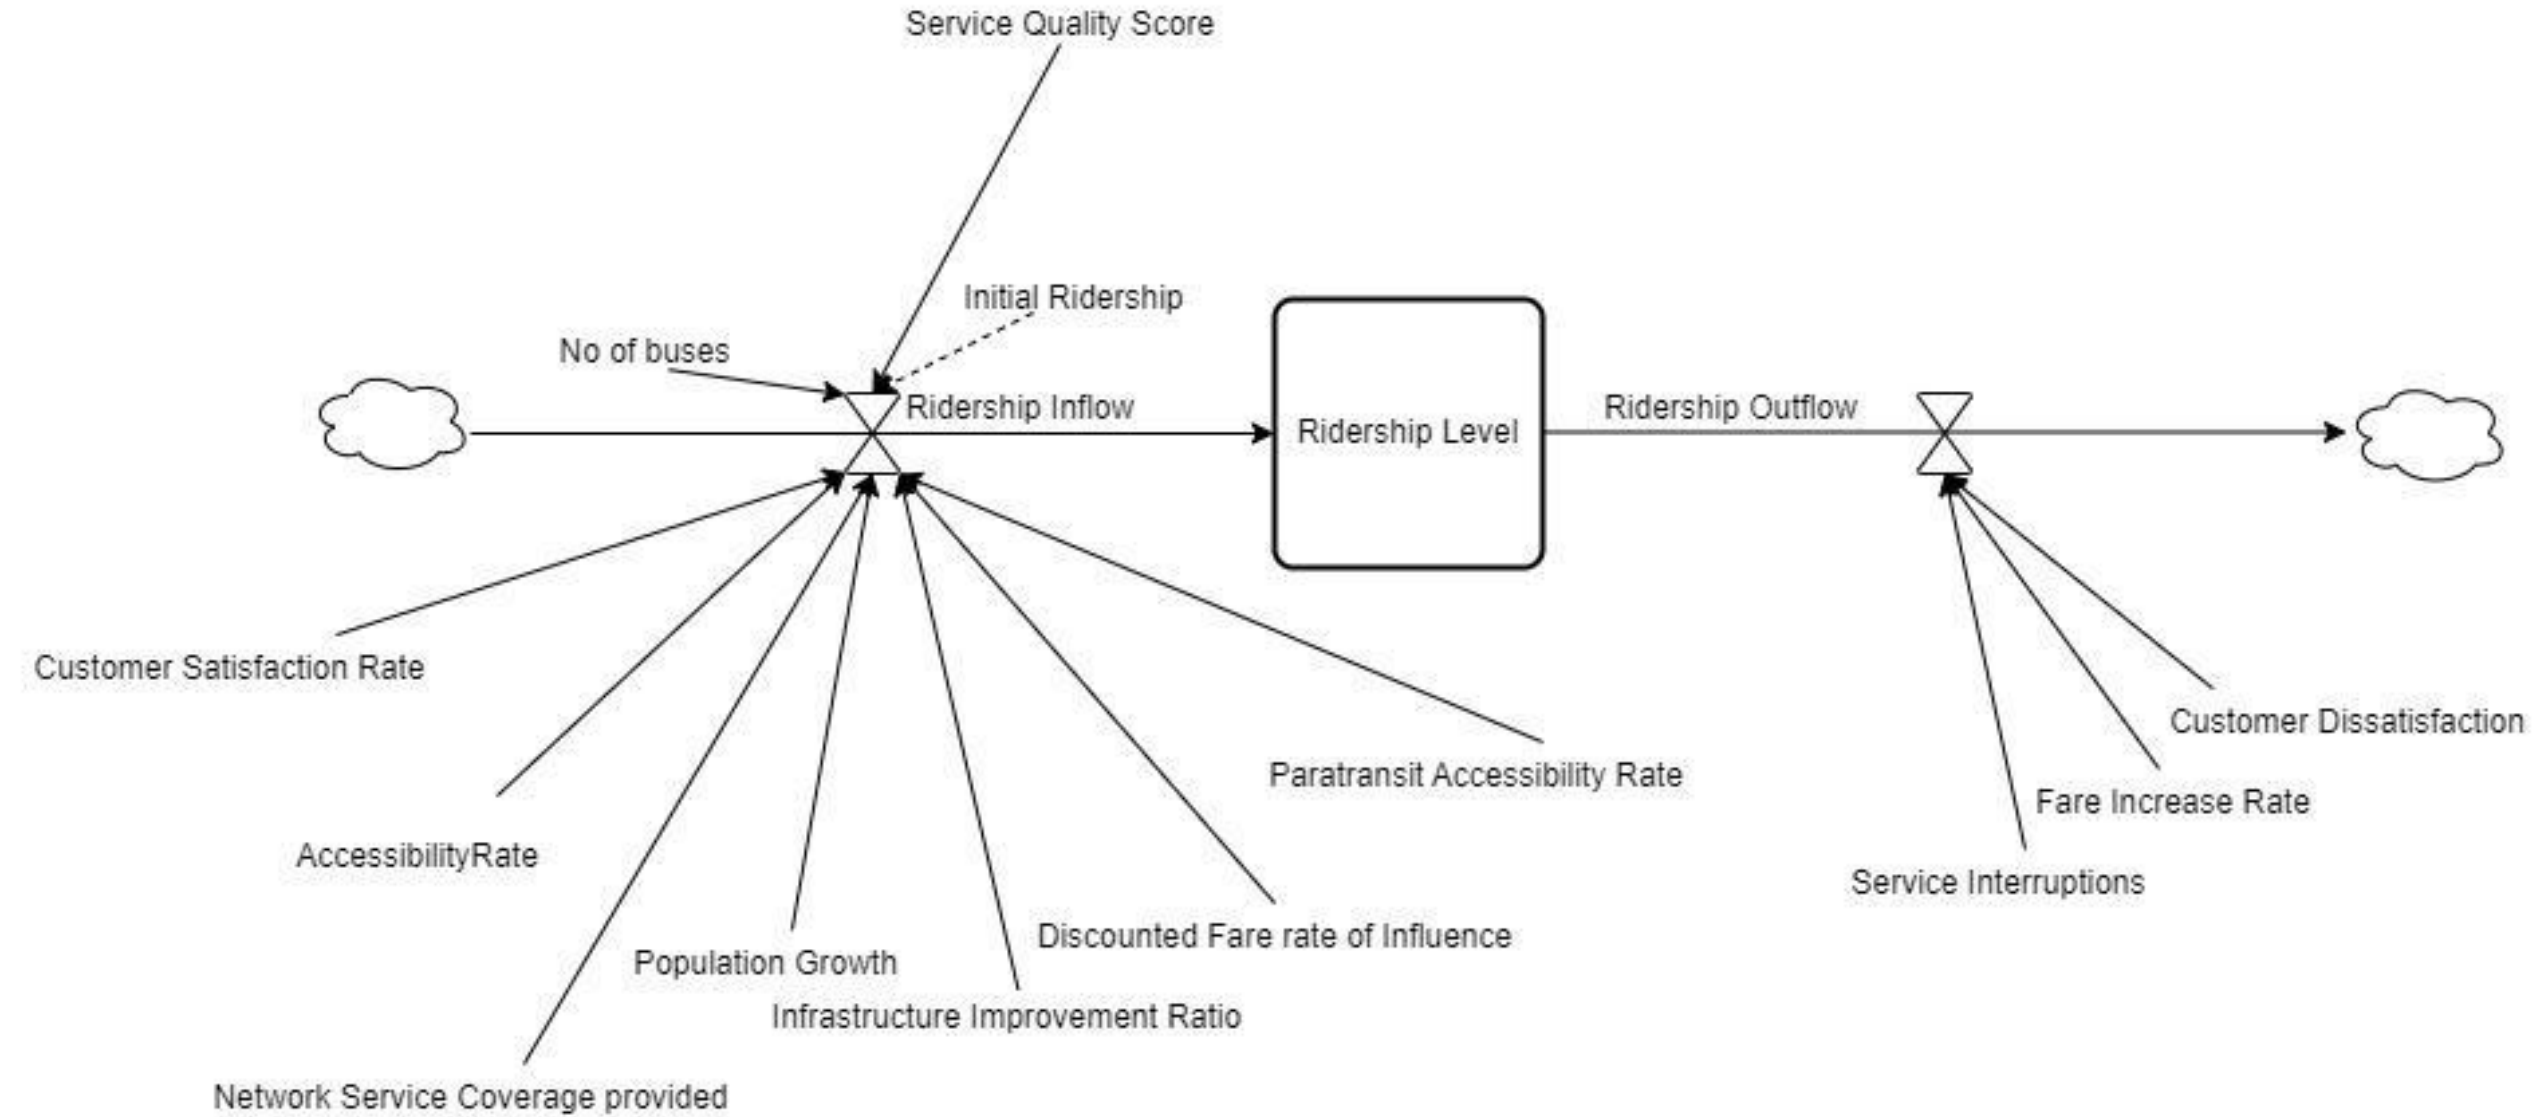 Service Quality Score
Initial Ridership
No of buses
Ridership Inflow
Ridership Level
Ridership Outflow
Customer Satisfaction Rate
Customer Dissatisfaction
Paratransit Accessibility Rate
Fare Increase Rate
AccessibilityRate
Service Interruptions
Discounted Fare rate of Influence
Population Growth
Infrastructure Improvement Ratio
Network Service Coverage provided